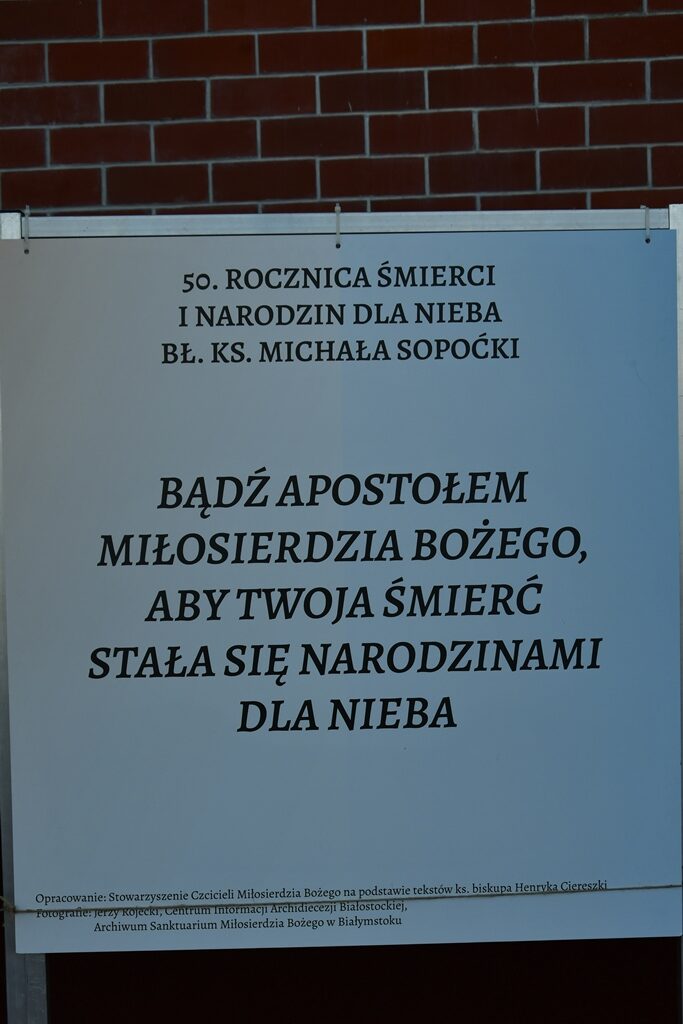 50. ROCZNICA ŚMIERCI
I NARODZIN DLA NIEBA
BŁ. KS. MICHAŁA SOPOĆKI
BĄDŹ APOSTOŁEM
MIŁOSIERDZIA BOŻEGO,
ABY TWOJA ŚMIERĆ
STAŁA SIĘ NARODZINAMI
DLA NIEBA
Opracowanie: Stowarzyszenie Czcicieli Miłosierdzia Bożego na podstawie tekstów ks. biskupa Henryka Ciereszki
Fotografie: Jerzy Rojecki, Centrum Informacji Archidiecezji Białostockiej,
Archiwum Sanktuarium Miłosierdzia Bożego w Białymstoku